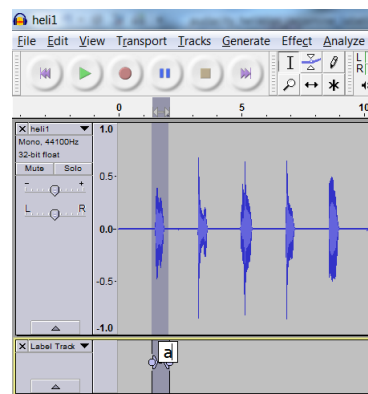 heli1
File Edit View Transport Tracks Generate Effect Analyze
L
R
0 5 10
X heli1 1.0
Mono, 44100Hz
32-bit float
Mute Solo
0.5-
- +
L R
0.0-
-0.5-
-1.0
X Label Track
a